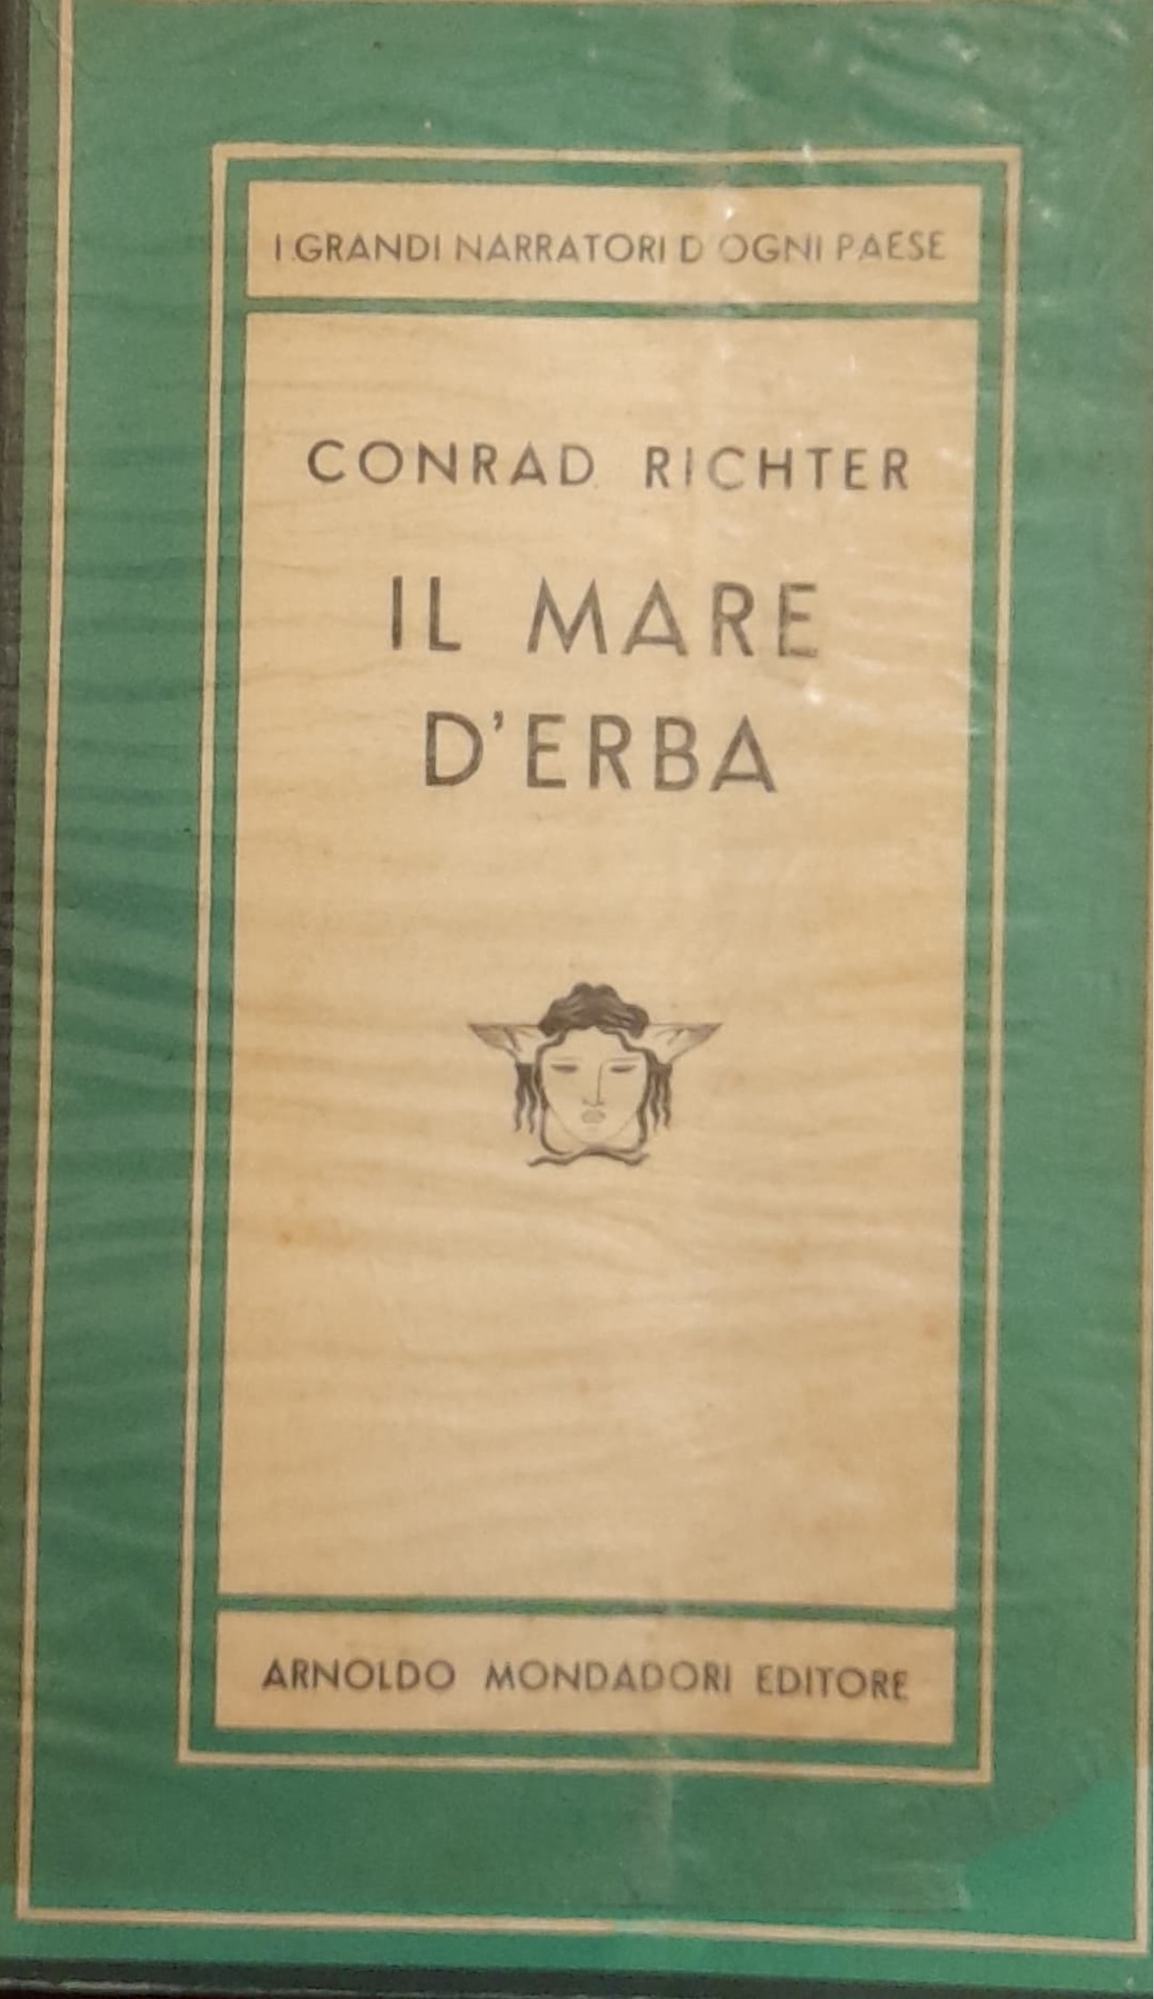 I GRANDI NARRATORI D OGNI PAESE
CONRAD RICHTER
IL MARE
D'ERBA
ARNOLDO MONDADORI EDITORE